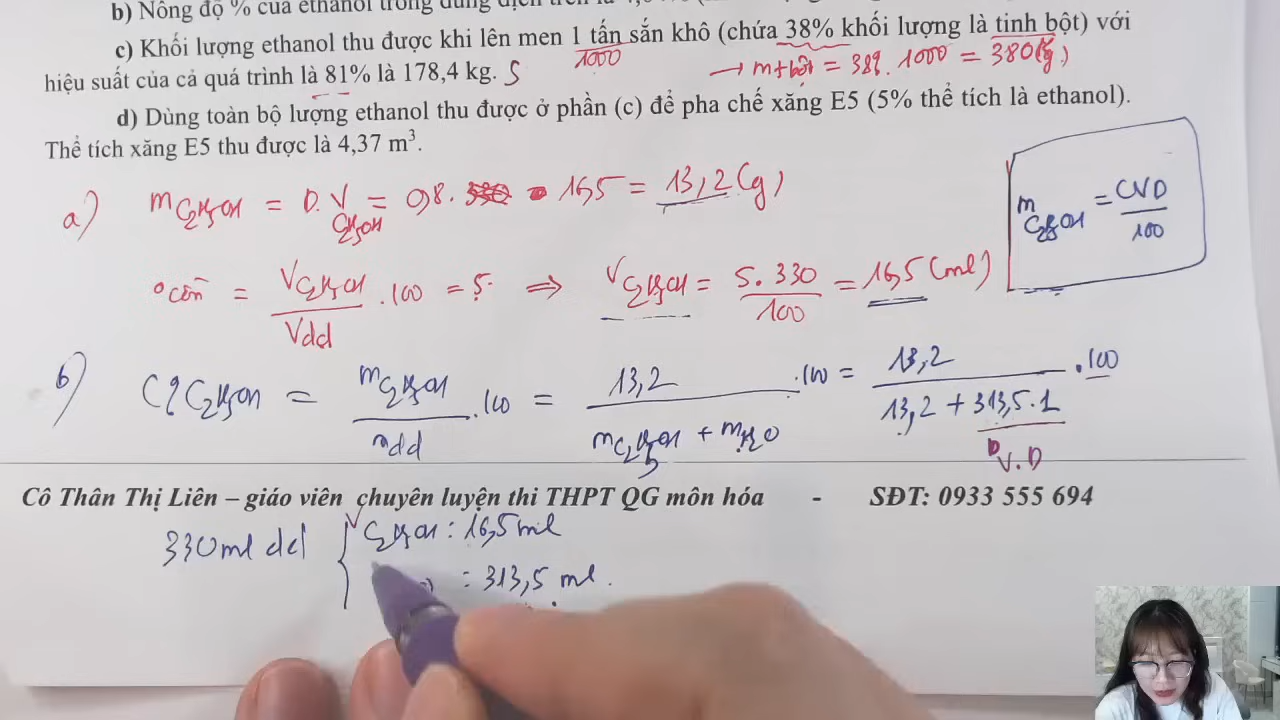 b) Nồng độ % của ethanol trong dung dịch trên là
c) Khối lượng ethanol thu được khi lên men 1 tấn sắn khô (chứa 38% khối lượng là tinh bột) với
1000
hiệu suất của cả quá trình là 81% là 178,4 kg. S
→ m tbột = 38%. 1000 = 380 (kg)
d) Dùng toàn bộ lượng ethanol thu được ở phần (c) để pha chế xăng E5 (5% thể tích là ethanol).
Thể tích xăng E5 thu được là 4,37 m³.
a) mC2H5OH = D. V C2H5OH = 0,8. 16,5 = 13,2 (g)
m C2H5OH = CVD / 100
° cồn = VC2H5OH / Vdd .100 = 5 ⇒ VC2H5OH = 5. 330 / 100 = 16,5 (ml)
b) C% C2H5OH = mC2H5OH / mdd .100 = 13,2 / mC2H5OH + mH2O .100 = 13,2 / 13,2 + 313,5.1 .100
V.D
Cô Thân Thị Liên – giáo viên chuyên luyện thi THPT QG môn hóa - SĐT: 0933 555 694
330ml dd { VC2H5OH : 16,5 ml
: 313,5 ml.